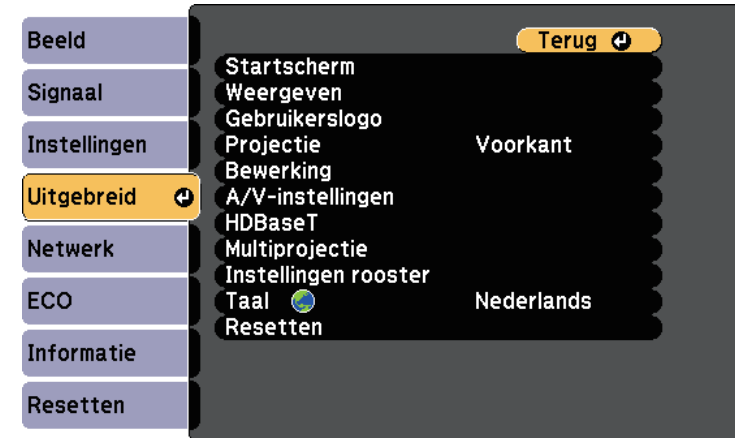 Beeld
Signaal
Instellingen
Uitgebreid
Netwerk
ECO
Informatie
Resetten
Terug
Startscherm
Weergeven
Gebruikerslogo
Projectie Voorkant
Bewerking
A/V-instellingen
HDBaseT
Multiprojectie
Instellingen rooster
Taal Nederlands
Resetten